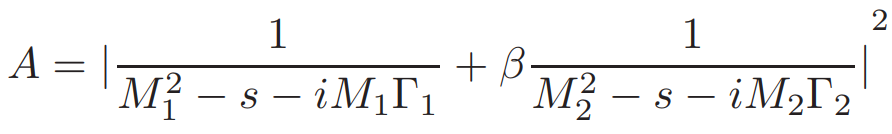 $A = |\frac{1}{M_1^2 - s - iM_1\Gamma_1} + \beta \frac{1}{M_2^2 - s - iM_2\Gamma_2}|^2$